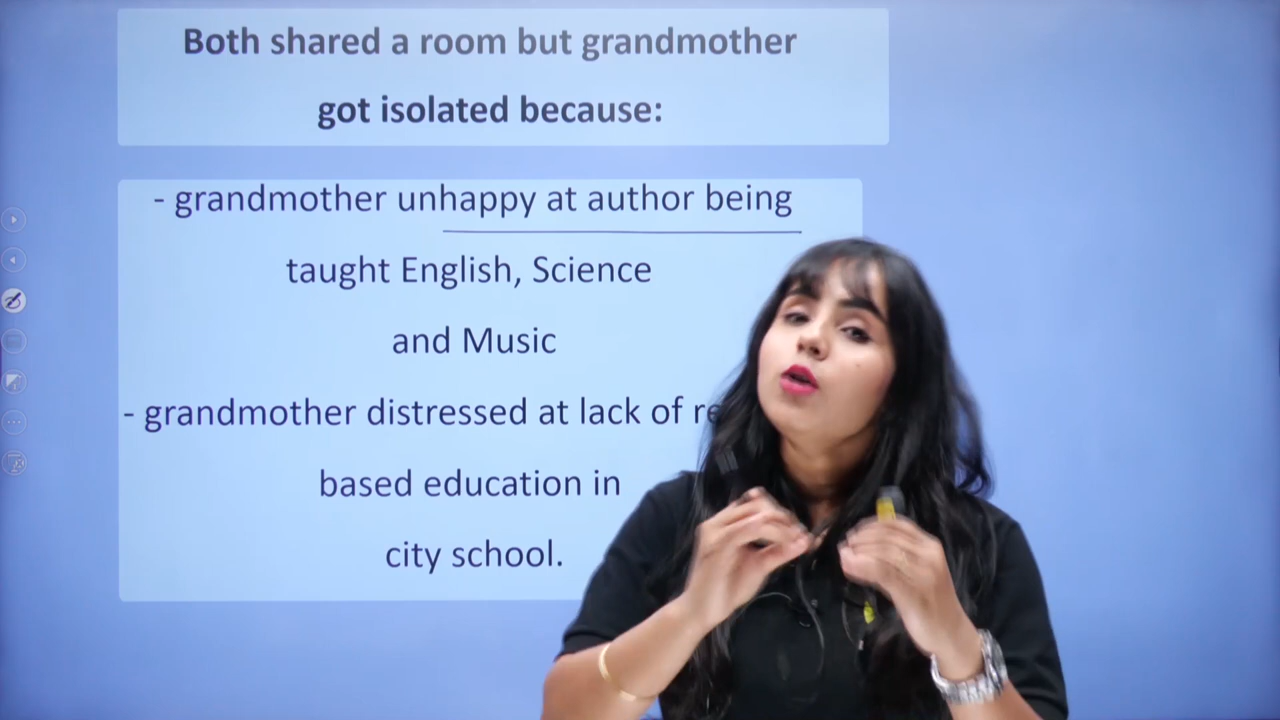 Both shared a room but grandmother
got isolated because:
- grandmother unhappy at author being
taught English, Science
and Music
- grandmother distressed at lack of
based education in
city school.